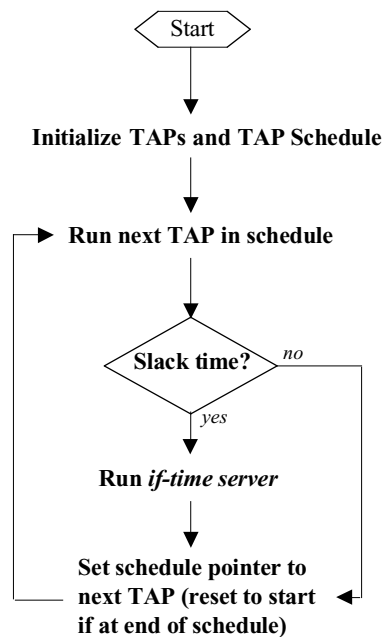 Start
Initialize TAPs and TAP Schedule
Run next TAP in schedule
Slack time?
no
yes
Run if-time server
Set schedule pointer to
next TAP (reset to start
if at end of schedule)